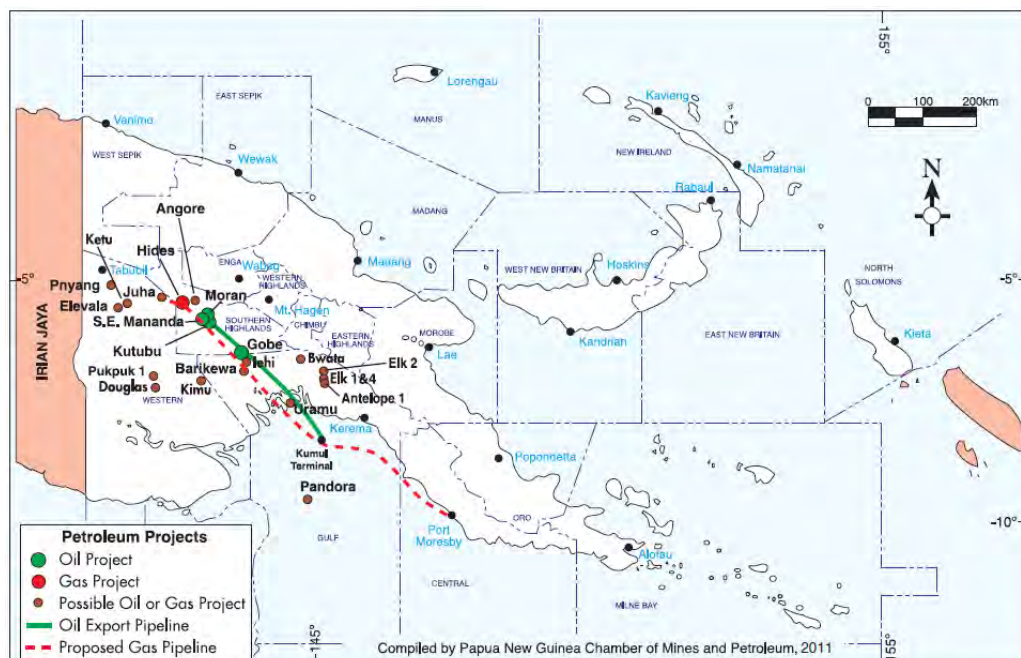 155°
Lorengau
EAST SEPIK
Kavieng
0 100 200km
Vanimo
MANUS
WEST SEPIK
NEW IRELAND
Wewak
Namatanai
N
Rabaul
Angore
MADANG
Ketu
Hides
ENGA
Wabag
Madang
-5°
Tabubil
WESTERN HIGHLANDS
WEST NEW BRITAIN
Hoskins
NORTH SOLOMONS
Pnyang
Juha
Moran
Elevala
Mt. Hagen
S.E. Mananda
SOUTHERN HIGHLANDS
CHIMBU
EASTERN HIGHLANDS
MOROBE
Kandrian
EAST NEW BRITAIN
Kieta
IRIAN JAYA
Kutubu
Gobe
Lae
Iehi
Bwata
Elk 2
Pukpuk 1
Barikewa
Elk 1&4
Douglas
Kimu
Antelope 1
WESTERN
Uramu
Kerema
Kumul
Terminal
Popondetta
Pandora
ORO
-10°
Port
Moresby
GULF
Alotau
CENTRAL
MILNE BAY
Petroleum Projects
Oil Project
Gas Project
Possible Oil or Gas Project
Oil Export Pipeline
Proposed Gas Pipeline
145°
Compiled by Papua New Guinea Chamber of Mines and Petroleum, 2011
155°